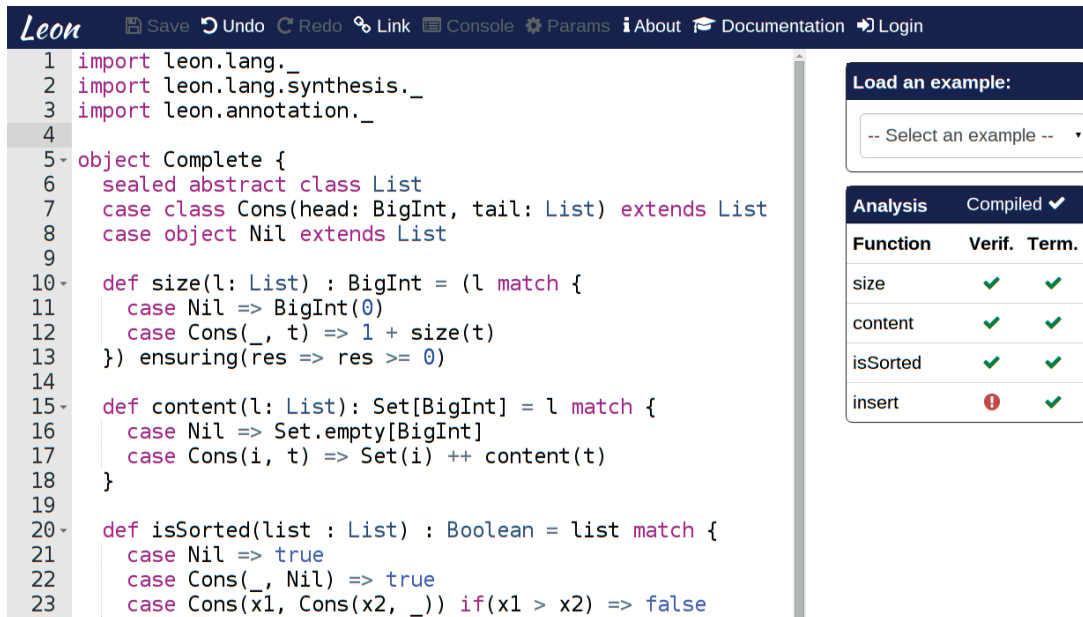 Leon Save Undo Redo Link Console Params About Documentation Login
1 import leon.lang._
2 import leon.lang.synthesis._
3 import leon.annotation._
4
5 object Complete {
6 sealed abstract class List
7 case class Cons(head: BigInt, tail: List) extends List
8 case object Nil extends List
9
10 def size(l: List) : BigInt = (l match {
11 case Nil => BigInt(0)
12 case Cons(_, t) => 1 + size(t)
13 }) ensuring(res => res >= 0)
14
15 def content(l: List): Set[BigInt] = l match {
16 case Nil => Set.empty[BigInt]
17 case Cons(i, t) => Set(i) ++ content(t)
18 }
19
20 def isSorted(list : List) : Boolean = list match {
21 case Nil => true
22 case Cons(_, Nil) => true
23 case Cons(x1, Cons(x2, _)) if(x1 > x2) => false
Load an example:
-- Select an example --
Analysis Compiled ✔
Function Verif. Term.
size ✔ ✔
content ✔ ✔
isSorted ✔ ✔
insert ! ✔